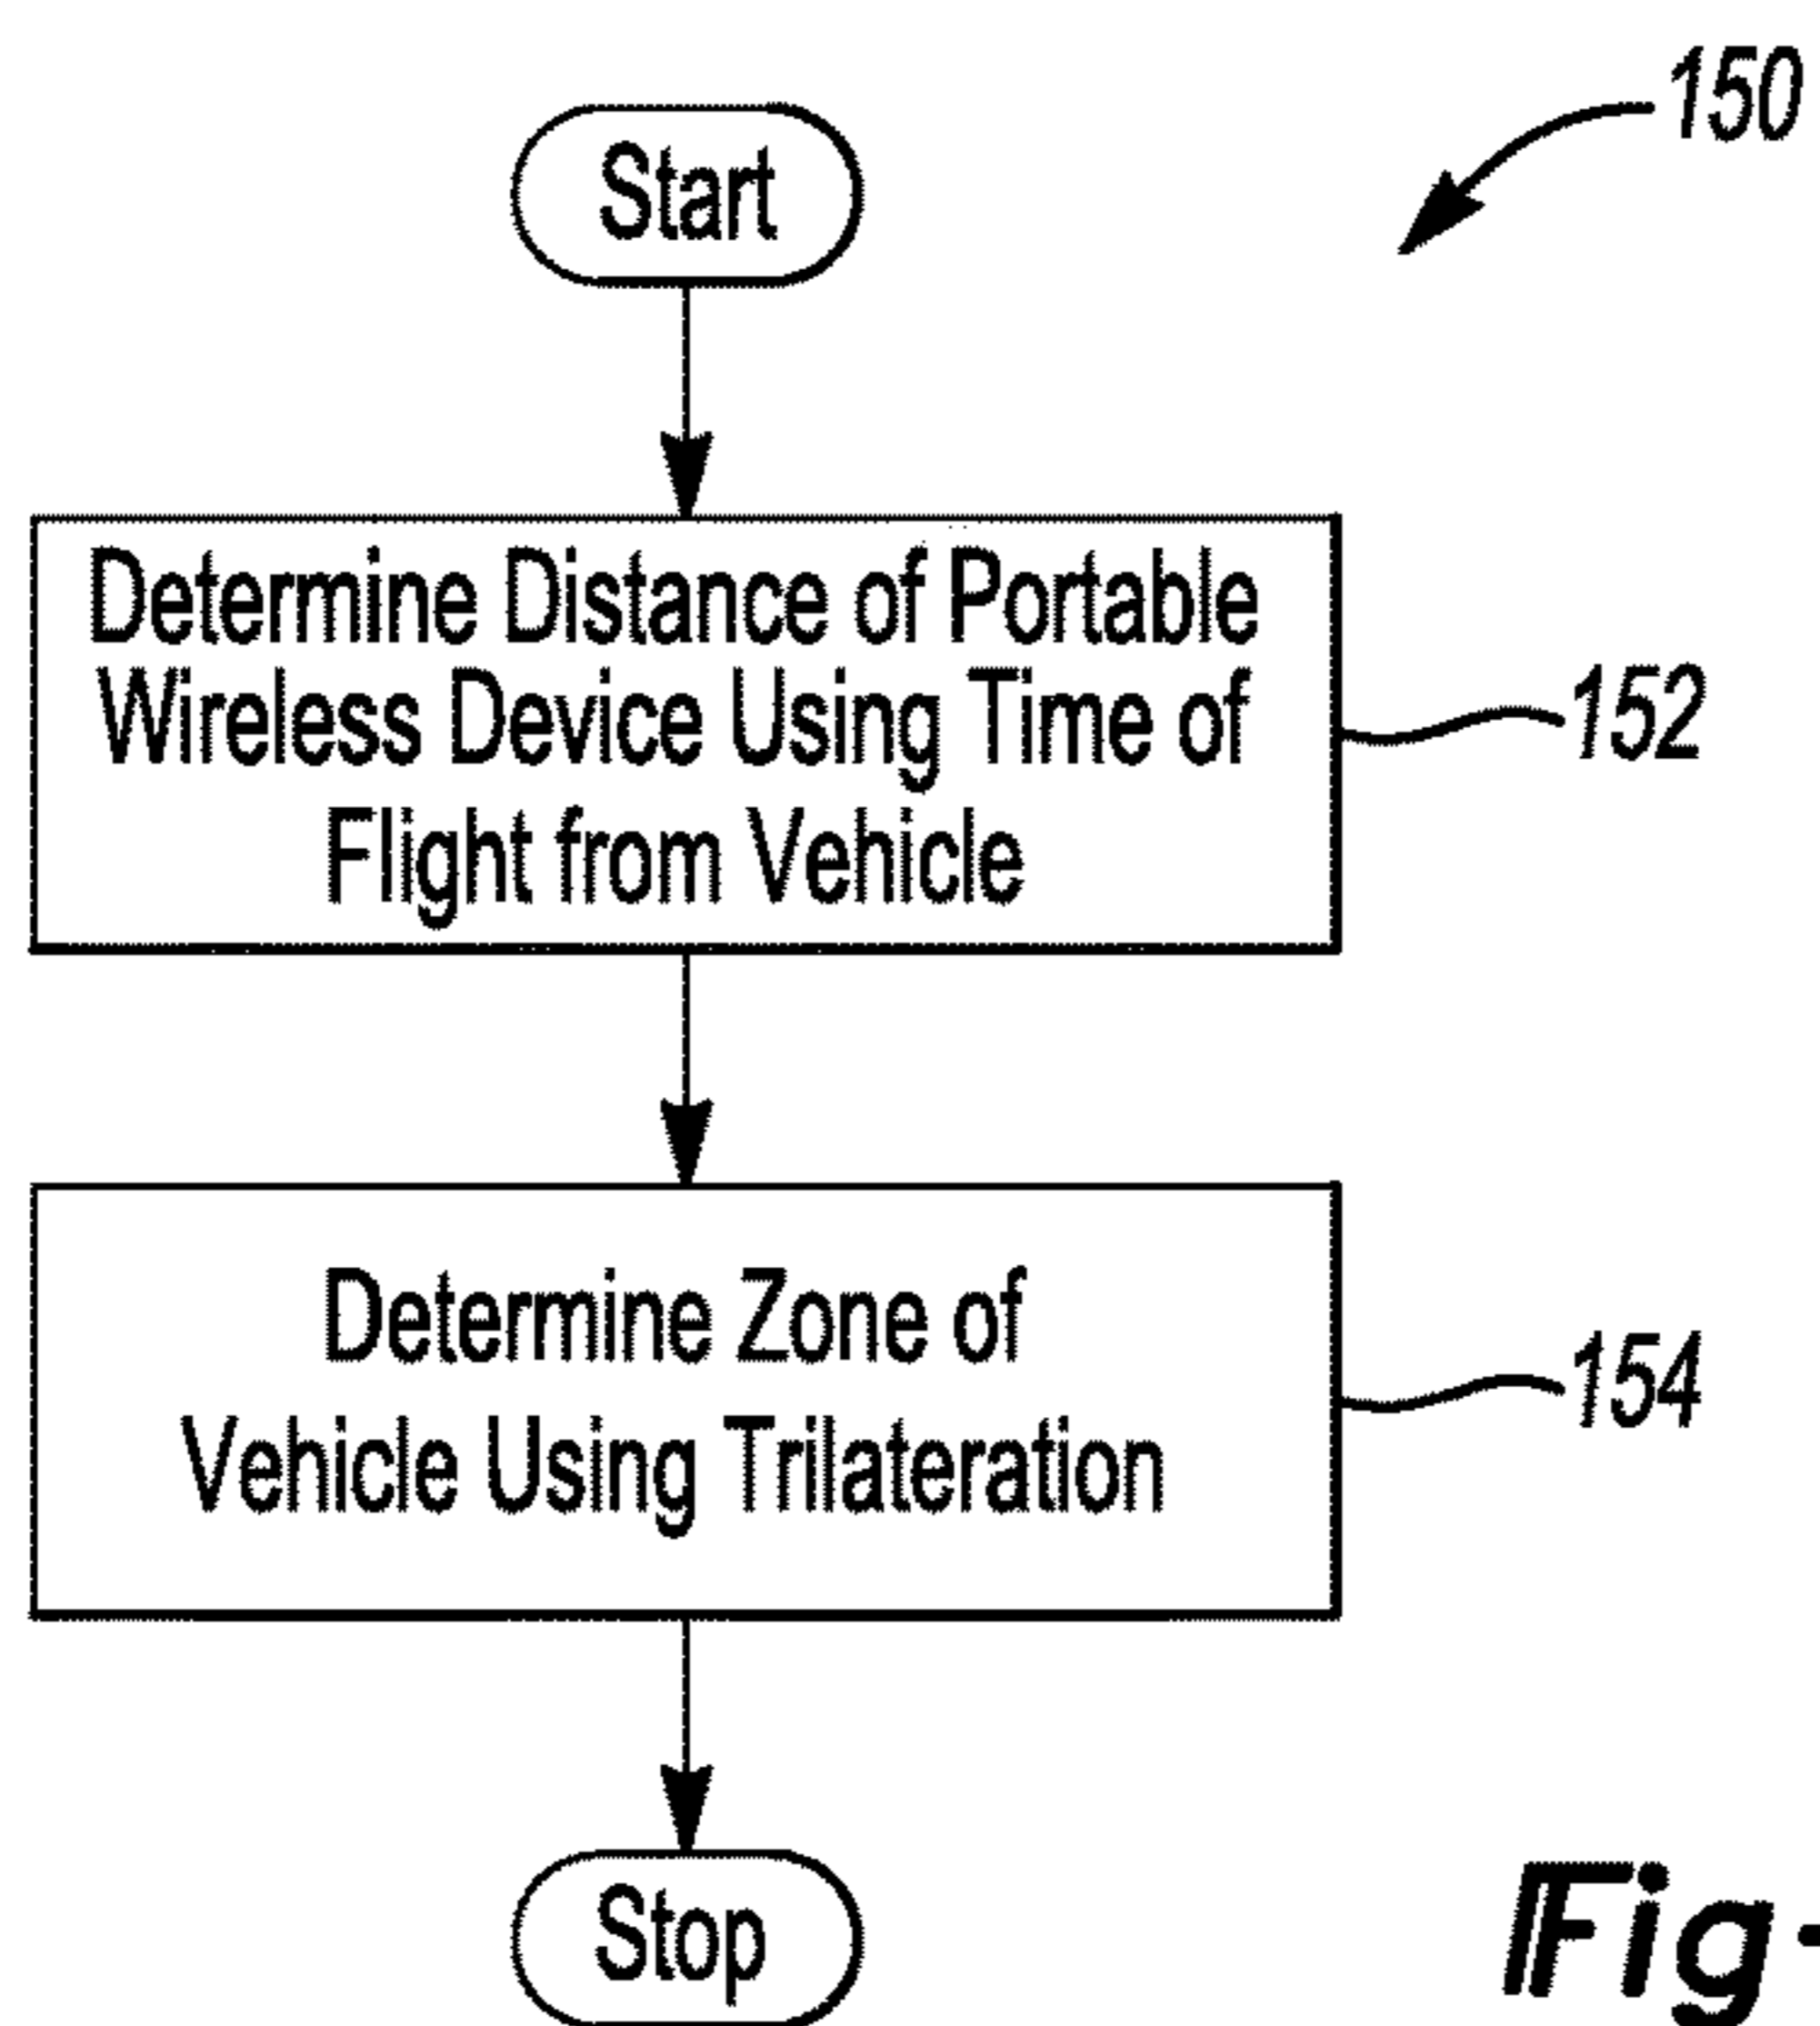 150
Start
Determine Distance of Portable
Wireless Device Using Time of
Flight from Vehicle
152
Determine Zone of
Vehicle Using Trilateration
154
Stop
Fig-